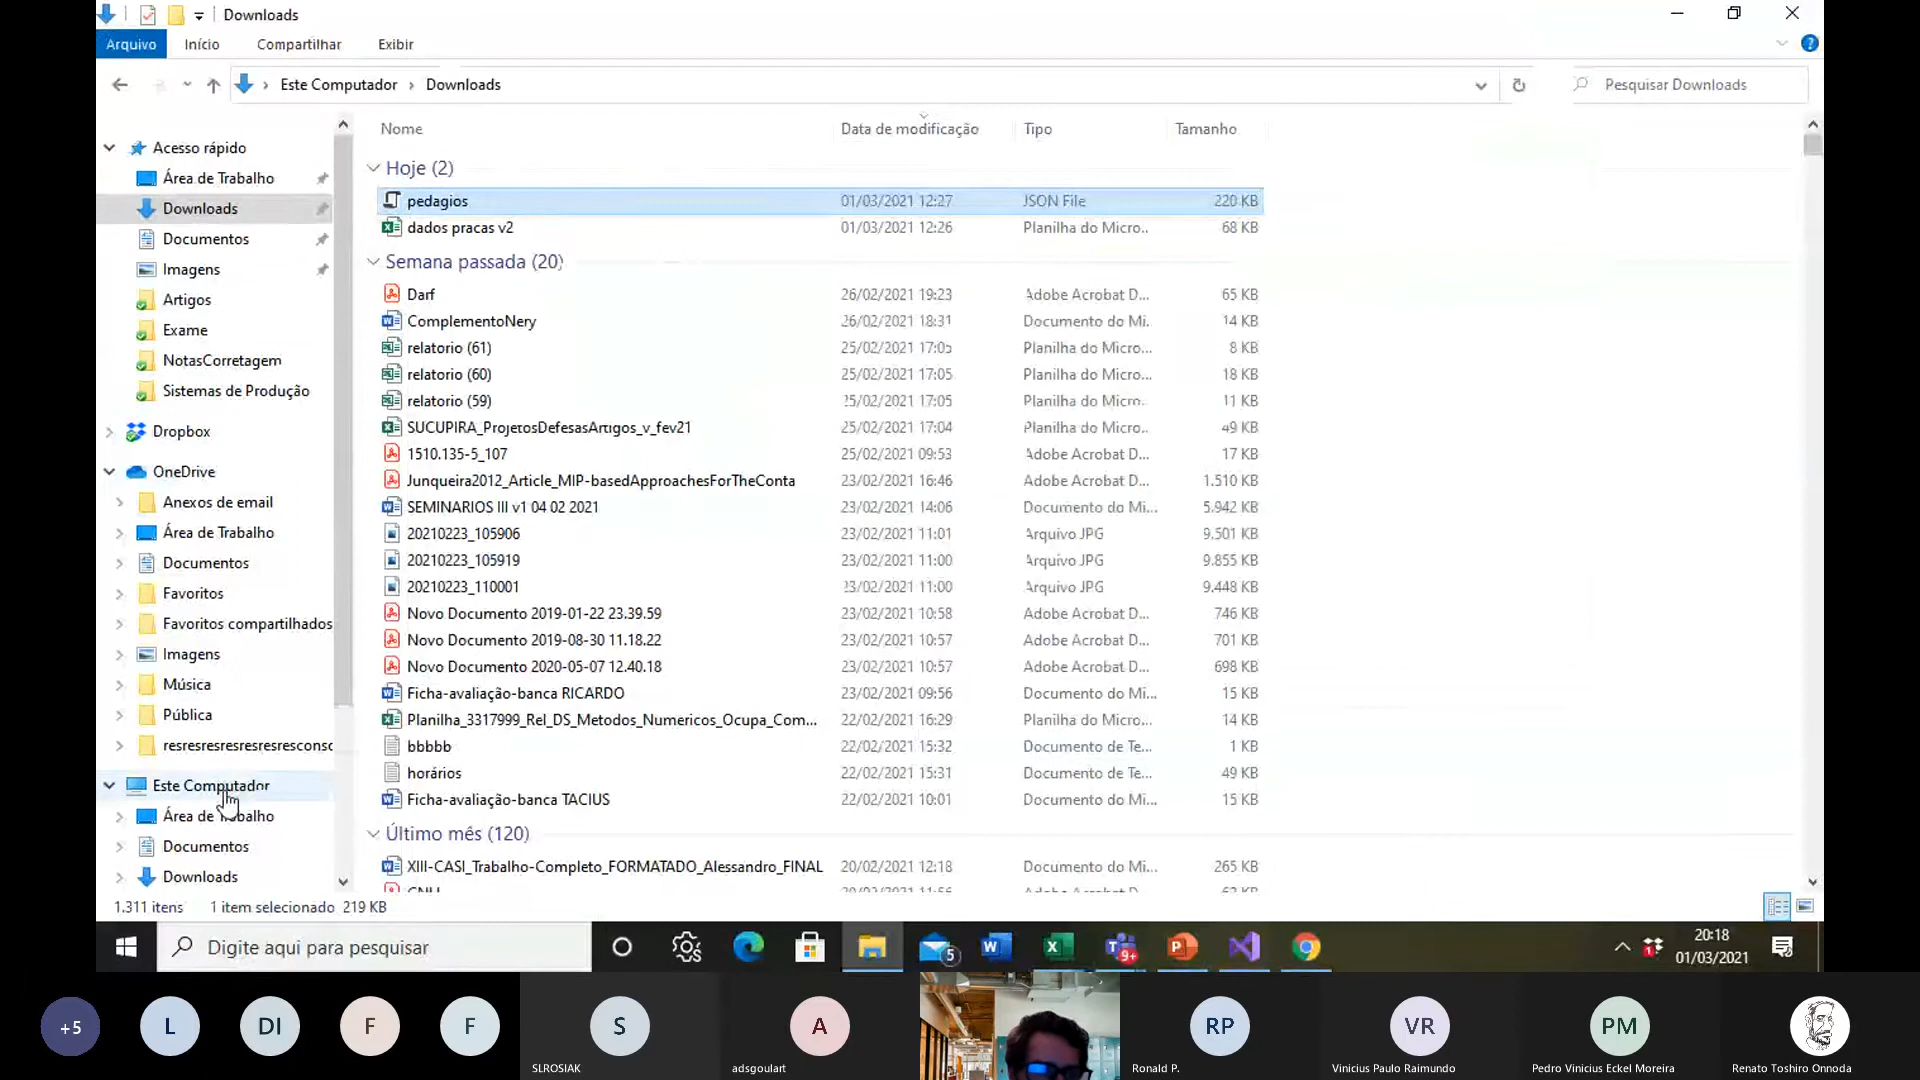 Downloads
Arquivo Início Compartilhar Exibir
Este Computador Downloads Pesquisar Downloads
Nome Data de modificação Tipo Tamanho
Acesso rápido
Área de Trabalho
Downloads
Documentos
Imagens
Artigos
Exame
NotasCorretagem
Sistemas de Produção
Dropbox
OneDrive
Anexos de email
Área de Trabalho
Documentos
Favoritos
Favoritos compartilhados
Imagens
Música
Pública
resresresresresresresconso
Este Computador
Área de Trabalho
Documentos
Downloads
Hoje (2)
pedagios 01/03/2021 12:27 JSON File 220 KB
dados pracas v2 01/03/2021 12:26 Planilha do Micro... 68 KB
Semana passada (20)
Darf 26/02/2021 19:23 Adobe Acrobat D... 65 KB
ComplementoNery 26/02/2021 18:31 Documento do Mi... 14 KB
relatorio (61) 25/02/2021 17:05 Planilha do Micro... 8 KB
relatorio (60) 25/02/2021 17:05 Planilha do Micro... 18 KB
relatorio (59) 25/02/2021 17:05 Planilha do Micro... 11 KB
SUCUPIRA_ProjetosDefesasArtigos_v_fev21 25/02/2021 17:04 Planilha do Micro... 49 KB
1510.135-5_107 25/02/2021 09:53 Adobe Acrobat D... 17 KB
Junqueira2012_Article_MIP-basedApproachesForTheConta 23/02/2021 16:46 Adobe Acrobat D... 1.510 KB
SEMINARIOS III v1 04 02 2021 23/02/2021 14:06 Documento do Mi... 5.942 KB
20210223_105906 23/02/2021 11:01 Arquivo JPG 9.501 KB
20210223_105919 23/02/2021 11:00 Arquivo JPG 9.855 KB
20210223_110001 23/02/2021 11:00 Arquivo JPG 9.448 KB
Novo Documento 2019-01-22 23.39.59 23/02/2021 10:58 Adobe Acrobat D... 746 KB
Novo Documento 2019-08-30 11.18.22 23/02/2021 10:57 Adobe Acrobat D... 701 KB
Novo Documento 2020-05-07 12.40.18 23/02/2021 10:57 Adobe Acrobat D... 698 KB
Ficha-avaliação-banca RICARDO 23/02/2021 09:56 Documento do Mi... 15 KB
Planilha_3317999_Rel_DS_Metodos_Numericos_Ocupa_Com... 22/02/2021 16:29 Planilha do Micro... 14 KB
bbbbb 22/02/2021 15:32 Documento de Te... 1 KB
horários 22/02/2021 15:31 Documento de Te... 49 KB
Ficha-avaliação-banca TACIUS 22/02/2021 10:01 Documento do Mi... 15 KB
Último mês (120)
XIII-CASI_Trabalho-Completo_FORMATADO_Alessandro_FINAL 20/02/2021 12:18 Documento do Mi... 265 KB
1.311 itens 1 item selecionado 219 KB
Digite aqui para pesquisar
5
9+
20:18
01/03/2021
+5 L DI F F S A RP VR PM
SLROSIAK adsgoulart Ronald P. Vinicius Paulo Raimundo Pedro Vinicius Eckel Moreira Renato Toshiro Onnoda